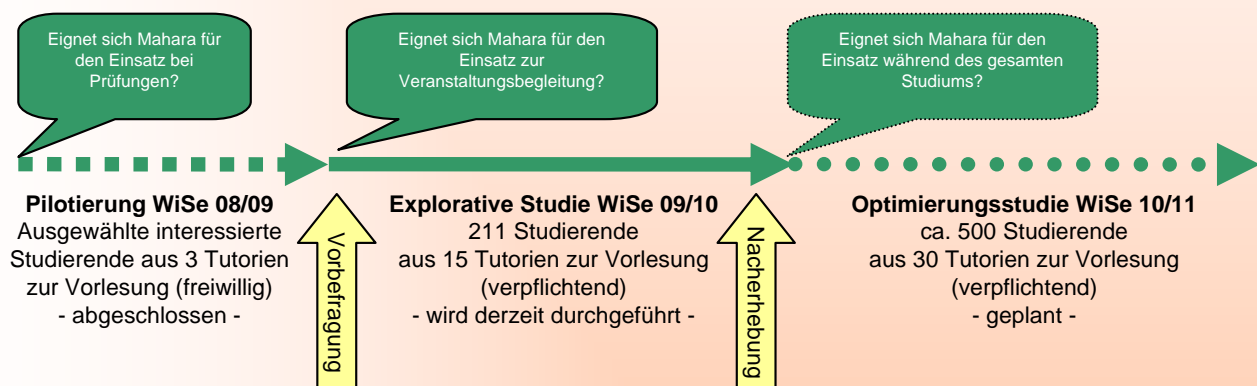 Eignet sich Mahara für
den Einsatz bei
Prüfungen?
Eignet sich Mahara für den
Einsatz zur
Veranstaltungsbegleitung?
Eignet sich Mahara für den
Einsatz während des gesamten
Studiums?
Pilotierung WiSe 08/09
Ausgewählte interessierte
Studierende aus 3 Tutorien
zur Vorlesung (freiwillig)
- abgeschlossen -
Vorbefragung
Explorative Studie WiSe 09/10
211 Studierende
aus 15 Tutorien zur Vorlesung
(verpflichtend)
- wird derzeit durchgeführt -
Nacherhebung
Optimierungsstudie WiSe 10/11
ca. 500 Studierende
aus 30 Tutorien zur Vorlesung
(verpflichtend)
- geplant -